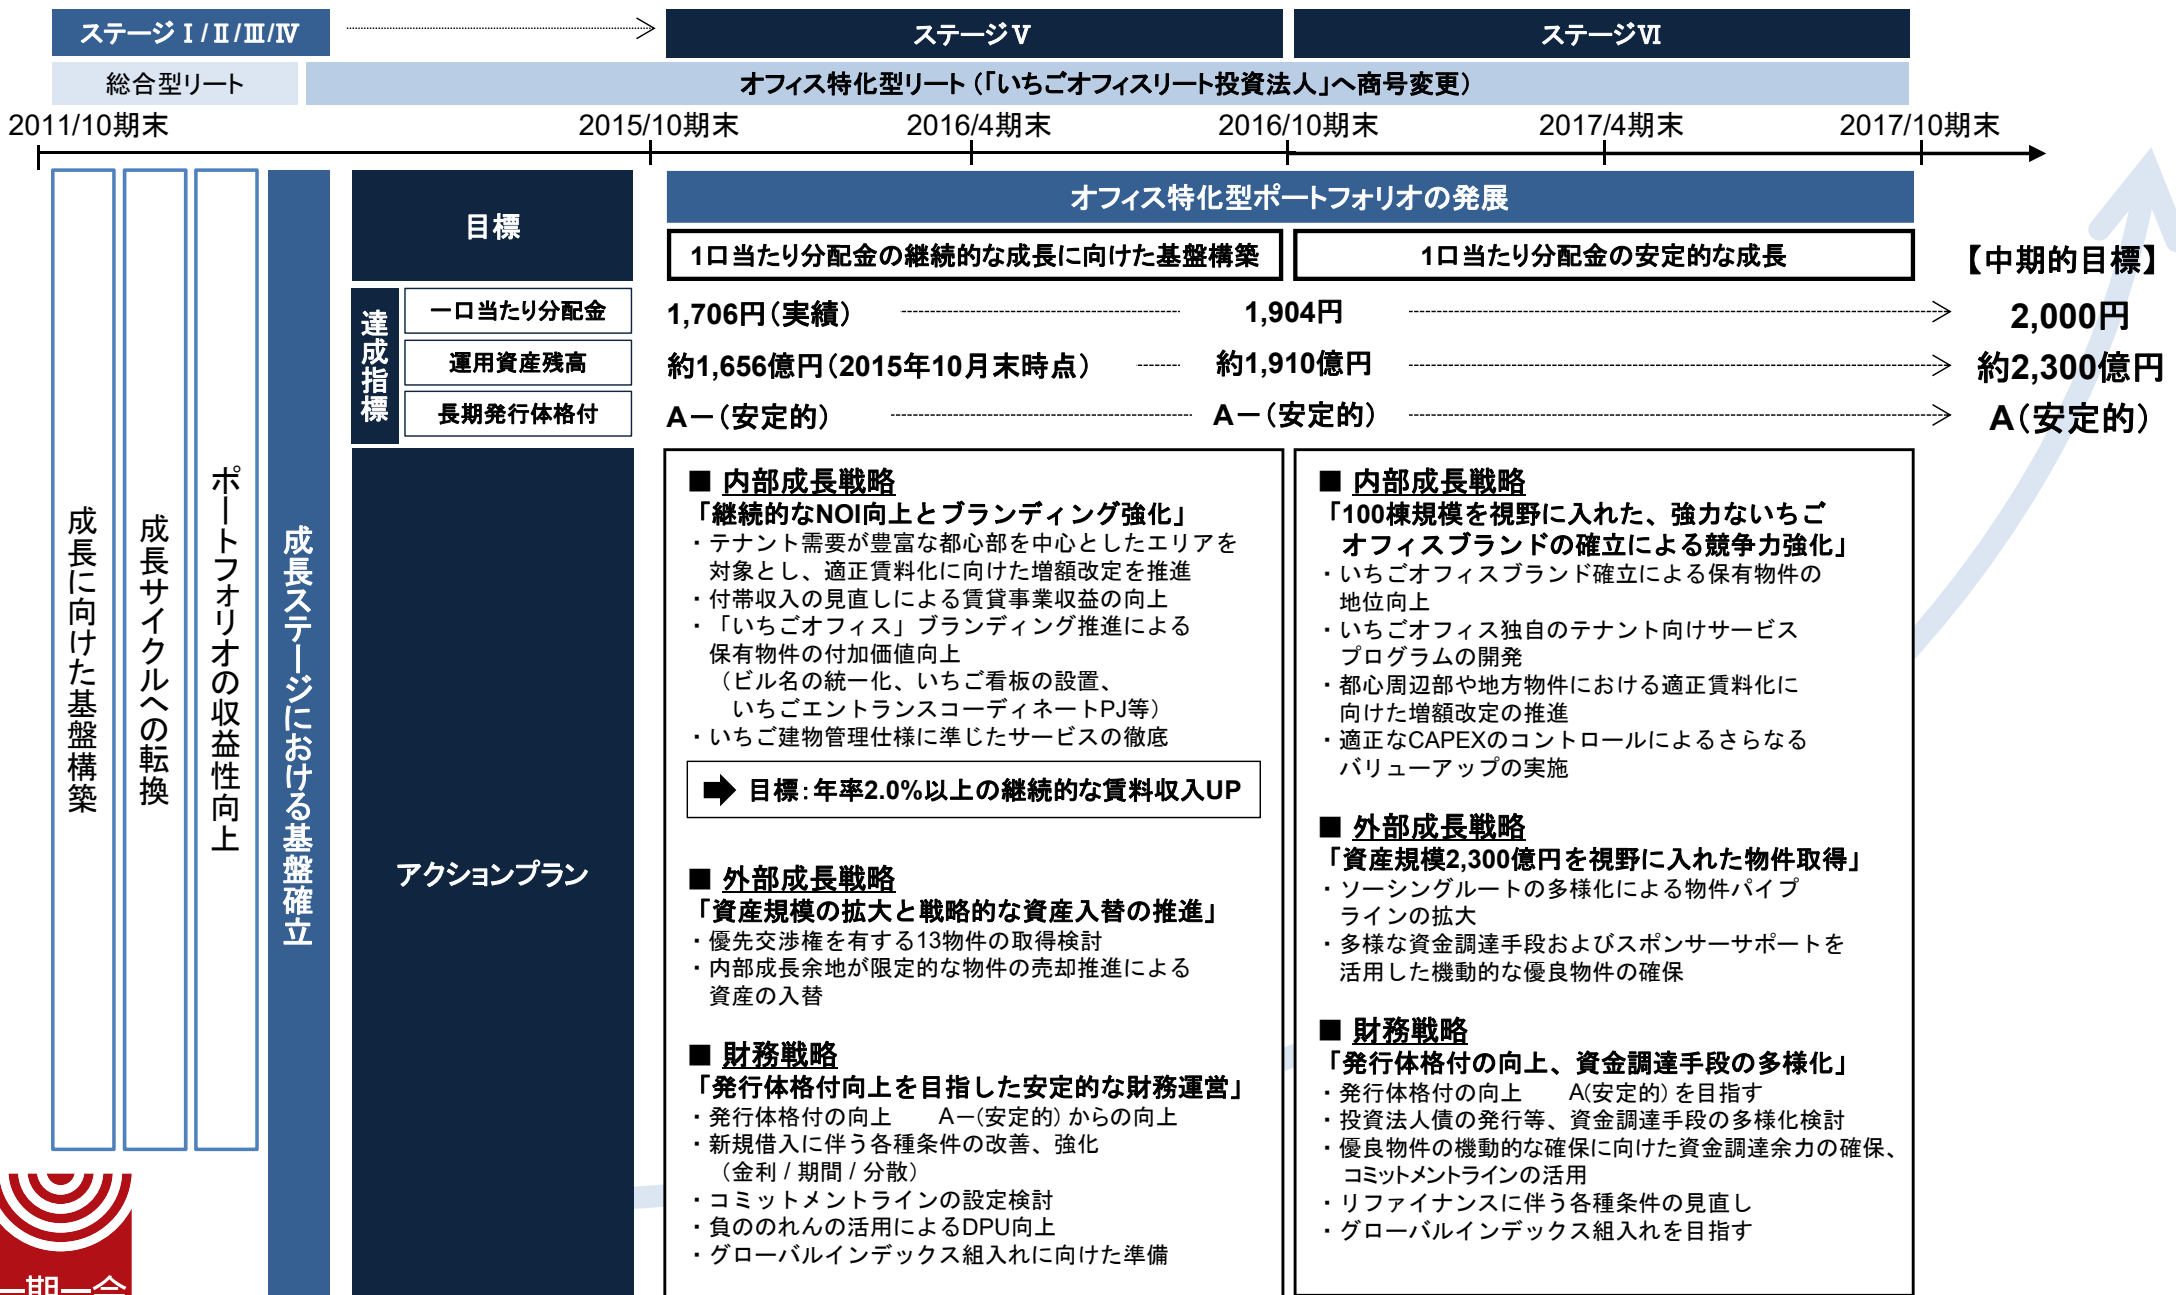 ステージⅠ/Ⅱ/Ⅲ/Ⅳ
ステージⅤ
ステージⅥ
総合型リート
オフィス特化型リート（「いちごオフィスリート投資法人」へ商号変更）
2011/10期末
2015/10期末
2016/4期末
2016/10期末
2017/4期末
2017/10期末
成長に向けた基盤構築
成長サイクルへの転換
ポートフォリオの収益性向上
成長ステージにおける基盤確立
目標
オフィス特化型ポートフォリオの発展
1口当たり分配金の継続的な成長に向けた基盤構築
1口当たり分配金の安定的な成長
【中期的目標】
達成指標
一口当たり分配金
1,706円（実績）
1,904円
2,000円
運用資産残高
約1,656億円（2015年10月末時点）
約1,910億円
約2,300億円
長期発行体格付
A－（安定的）
A－（安定的）
A（安定的）
アクションプラン
■ 内部成長戦略
「継続的なNOI向上とブランディング強化」
・テナント需要が豊富な都心部を中心としたエリアを
対象とし、適正賃料化に向けた増額改定を推進
・付帯収入の見直しによる賃貸事業収益の向上
・「いちごオフィス」ブランディング推進による
保有物件の付加価値向上
（ビル名の統一化、いちご看板の設置、
いちごエントランスコーディネートPJ等）
・いちご建物管理仕様に準じたサービスの徹底
目標：年率2.0%以上の継続的な賃料収入UP
■ 外部成長戦略
「資産規模の拡大と戦略的な資産入替の推進」
・優先交渉権を有する13物件の取得検討
・内部成長余地が限定的な物件の売却推進による
資産の入替
■ 財務戦略
「発行体格付向上を目指した安定的な財務運営」
・発行体格付の向上　　A－(安定的) からの向上
・新規借入に伴う各種条件の改善、強化
（金利 / 期間 / 分散）
・コミットメントラインの設定検討
・負ののれんの活用によるDPU向上
・グローバルインデックス組入れに向けた準備
■ 内部成長戦略
「100棟規模を視野に入れた、強力ないちご
オフィスブランドの確立による競争力強化」
・いちごオフィスブランド確立による保有物件の
地位向上
・いちごオフィス独自のテナント向けサービス
プログラムの開発
・都心周辺部や地方物件における適正賃料化に
向けた増額改定の推進
・適正なCAPEXのコントロールによるさらなる
バリューアップの実施
■ 外部成長戦略
「資産規模2,300億円を視野に入れた物件取得」
・ソーシングルートの多様化による物件パイプ
ラインの拡大
・多様な資金調達手段およびスポンサーサポートを
活用した機動的な優良物件の確保
■ 財務戦略
「発行体格付の向上、資金調達手段の多様化」
・発行体格付の向上　　A(安定的) を目指す
・投資法人債の発行等、資金調達手段の多様化検討
・優良物件の機動的な確保に向けた資金調達余力の確保、
コミットメントラインの活用
・リファイナンスに伴う各種条件の見直し
・グローバルインデックス組入れを目指す
一期一会